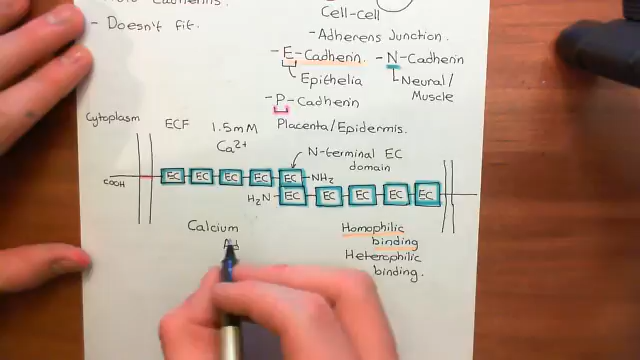 Cadherins.
- Doesn't fit.
Cell-cell
- Adherens Junction.
- E-Cadherin.
Epithelia
- N-Cadherin
Neural/
Muscle
- P-Cadherin
Placenta/Epidermis.
Cytoplasm
ECF
1.5mM
Ca2+
N-terminal EC
domain
COOH
EC EC EC EC EC -NH2
H2N- EC EC EC EC EC
Calcium
Homophilic
binding
Heterophilic
binding.